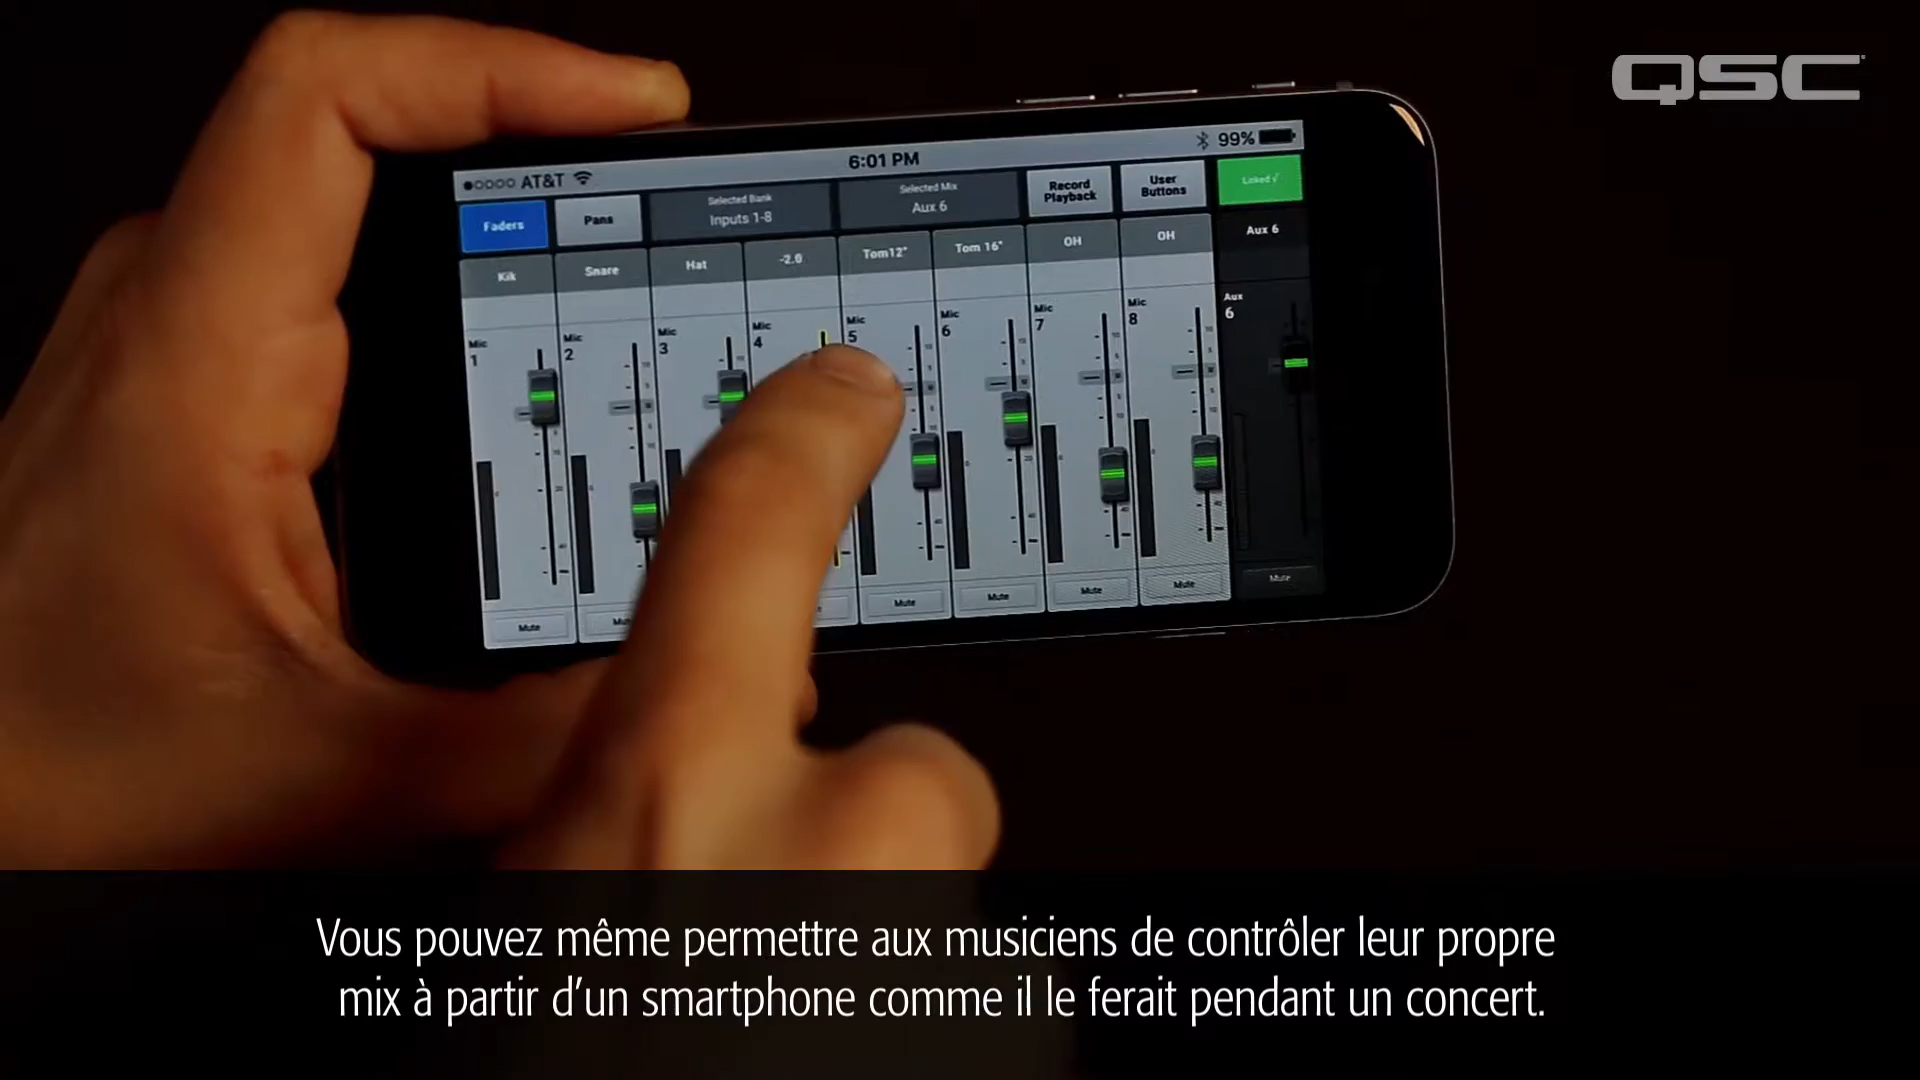 QSC
AT&T 6:01 PM 99%
Faders Pans Selected Bank Inputs 1-8 Selected Mix Aux 6 Record Playback User Buttons Linked √
Kik Snare Hat -2.0 Tom12" Tom 16" OH OH Aux 6
Mic 1 Mic 2 Mic 3 Mic 4 Mic 5 Mic 6 Mic 7 Mic 8 Aux 6
Mute Mute Mute Mute Mute Mute
Vous pouvez même permettre aux musiciens de contrôler leur propre
mix à partir d’un smartphone comme il le ferait pendant un concert.